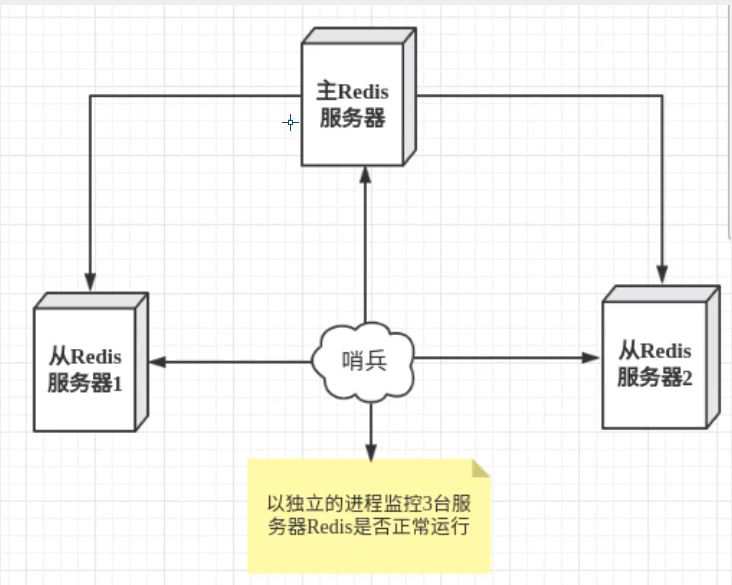 主Redis
服务器
从Redis
服务器1
哨兵
从Redis
服务器2
以独立的进程监控3台服
务器Redis是否正常运行